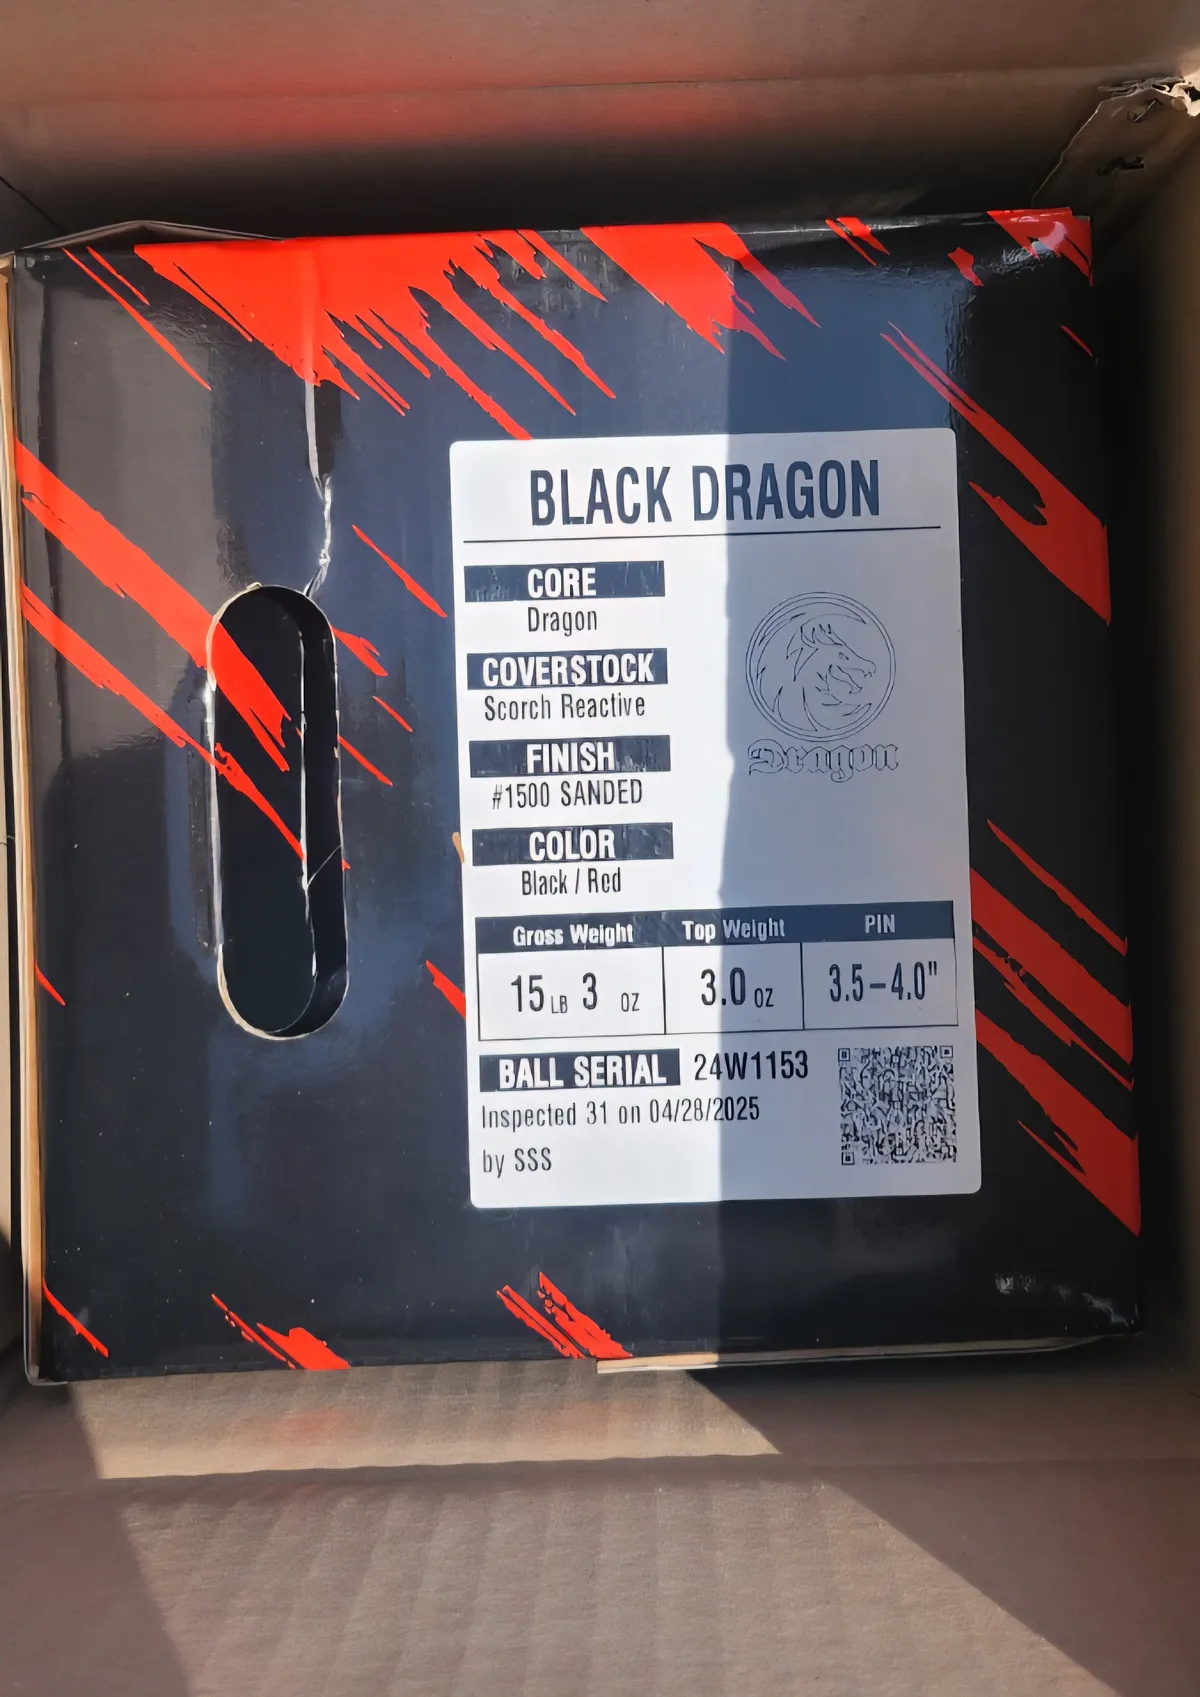 BLACK DRAGON
CORE
Dragon
COVERSTOCK
Scorch Reactive
FINISH
#1500 SANDED
COLOR
Black / Red
Dragon
Gross Weight Top Weight PIN
15 LB 3 OZ 3.0 OZ 3.5-4.0"
BALL SERIAL 24W1153
Inspected 31 on 04/28/2025
by SSS